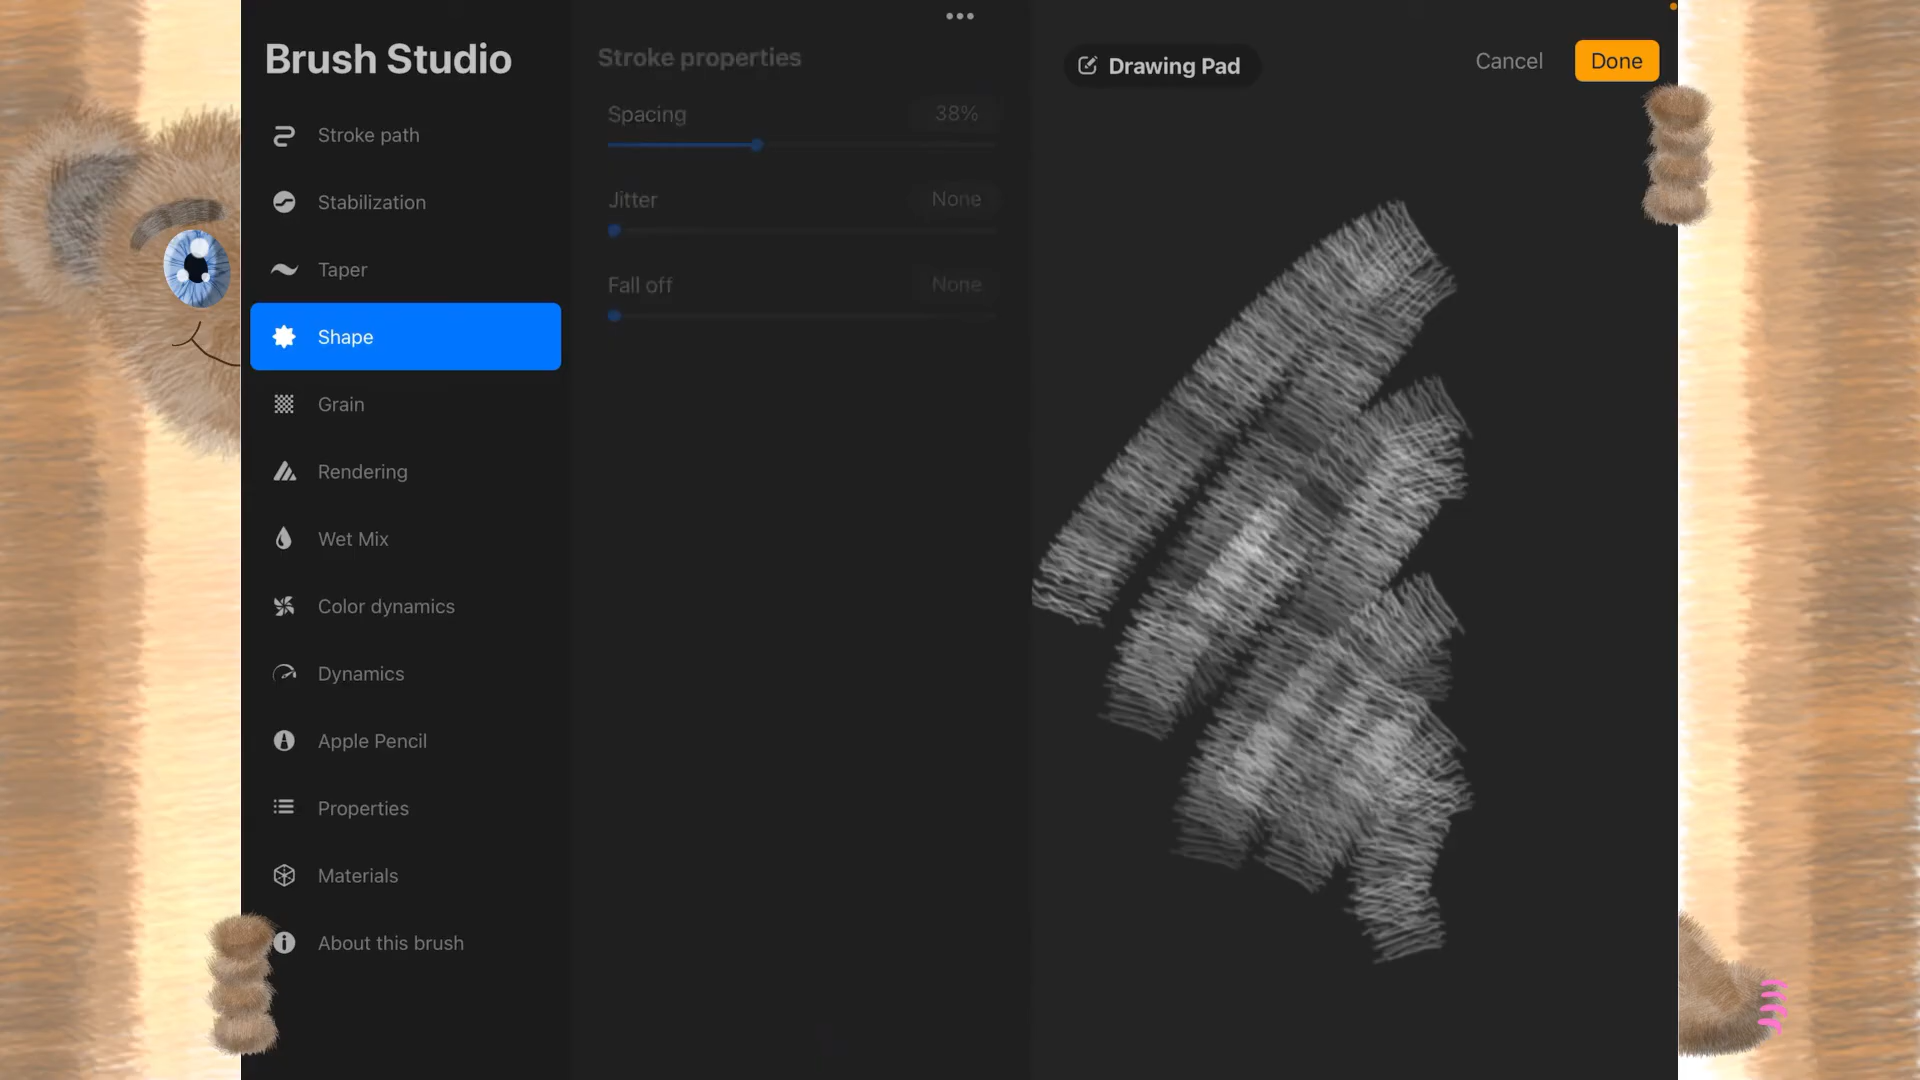 Brush Studio
Stroke path
Stabilization
Taper
Shape
Grain
Rendering
Wet Mix
Color dynamics
Dynamics
Apple Pencil
Properties
Materials
About this brush
Stroke properties
Spacing 38%
Jitter None
Fall off None
Drawing Pad
Cancel Done